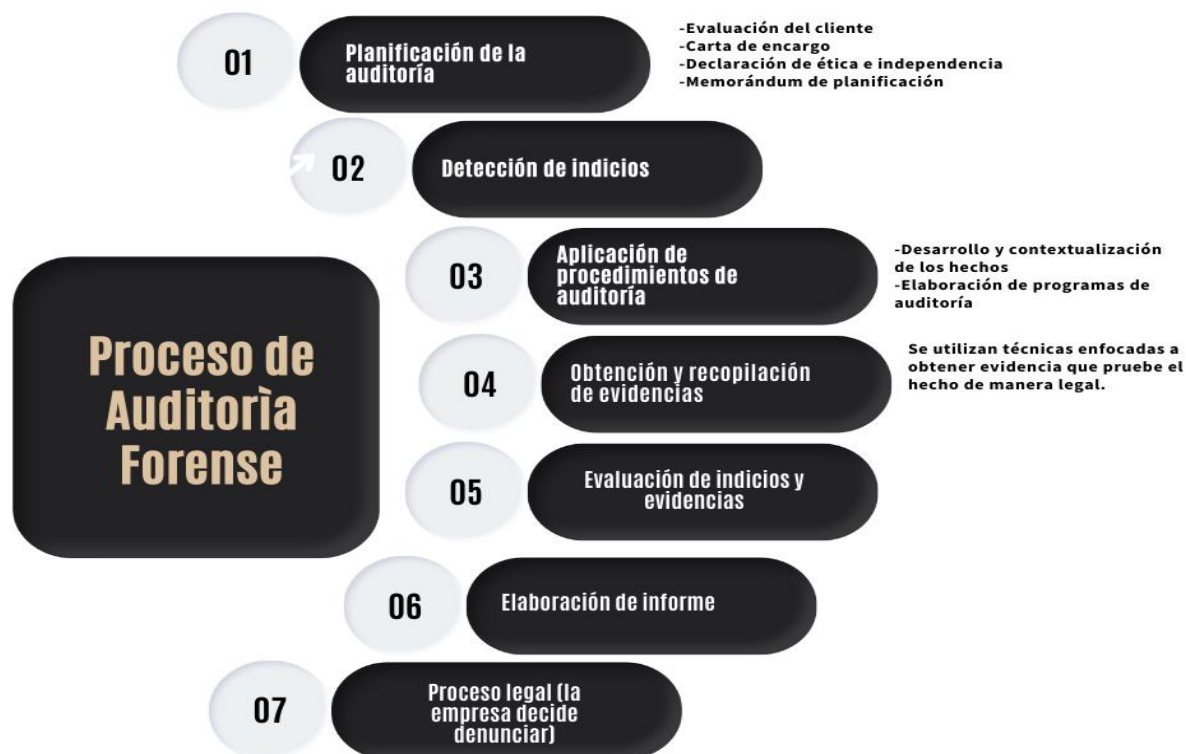 01
Planificación de la
auditoría
-Evaluación del cliente
-Carta de encargo
-Declaración de ética e independencia
-Memorándum de planificación
02
Detección de indicios
03
Aplicación de
procedimientos de
auditoría
-Desarrollo y contextualización
de los hechos
-Elaboración de programas de
auditoría
Proceso de
Auditorìa
Forense
04
Obtención y recopilación
de evidencias
Se utilizan técnicas enfocadas a
obtener evidencia que pruebe el
hecho de manera legal.
05
Evaluación de indicios y
evidencias
06
Elaboración de informe
07
Proceso legal (la
empresa decide
denunciar)